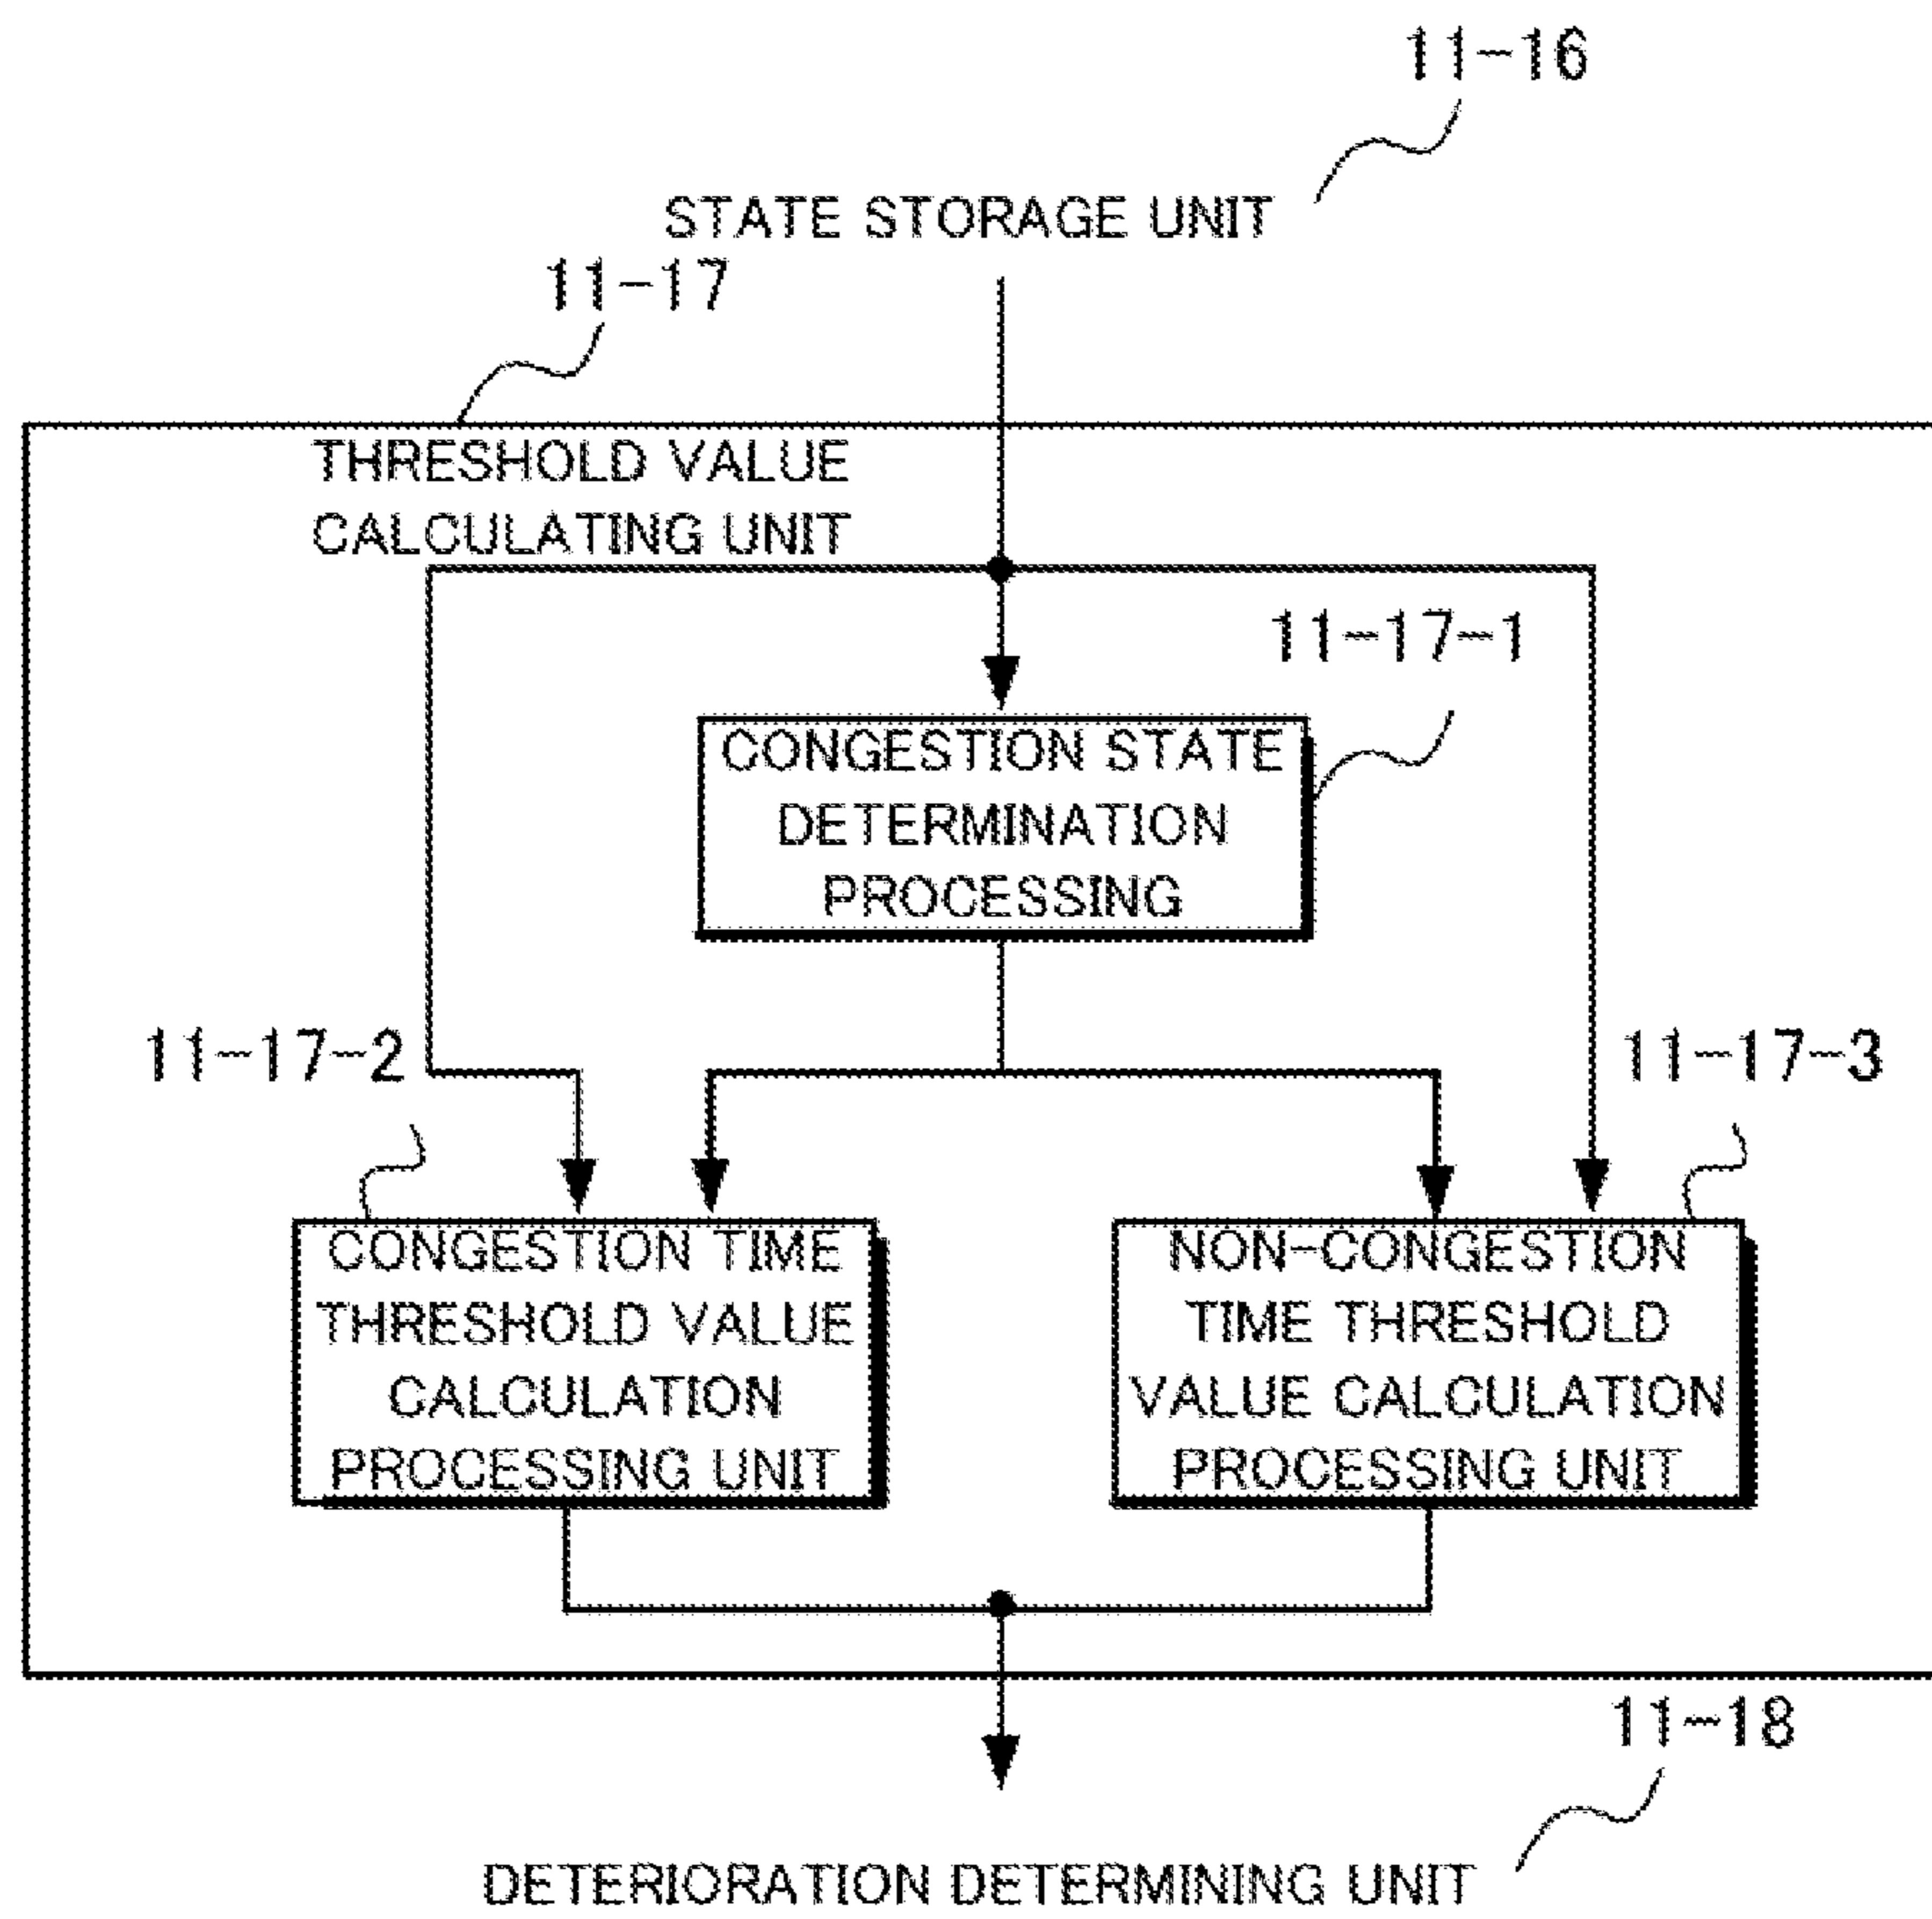 11-16
STATE STORAGE UNIT
11-17
THRESHOLD VALUE
CALCULATING UNIT
11-17-1
CONGESTION STATE
DETERMINATION
PROCESSING
11-17-2
11-17-3
CONGESTION TIME
THRESHOLD VALUE
CALCULATION
PROCESSING UNIT
NON-CONGESTION
TIME THRESHOLD
VALUE CALCULATION
PROCESSING UNIT
11-18
DETERIORATION DETERMINING UNIT